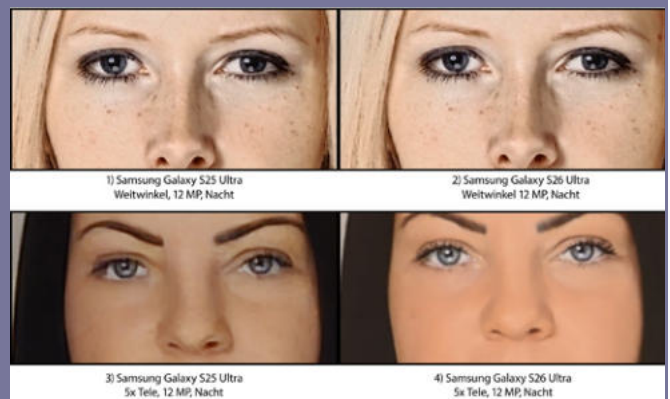 1) Samsung Galaxy S25 Ultra
Weitwinkel, 12 MP, Nacht
2) Samsung Galaxy S26 Ultra
Weitwinkel 12 MP, Nacht
3) Samsung Galaxy S25 Ultra
5x Tele, 12 MP, Nacht
4) Samsung Galaxy S26 Ultra
5x Tele, 12 MP, Nacht